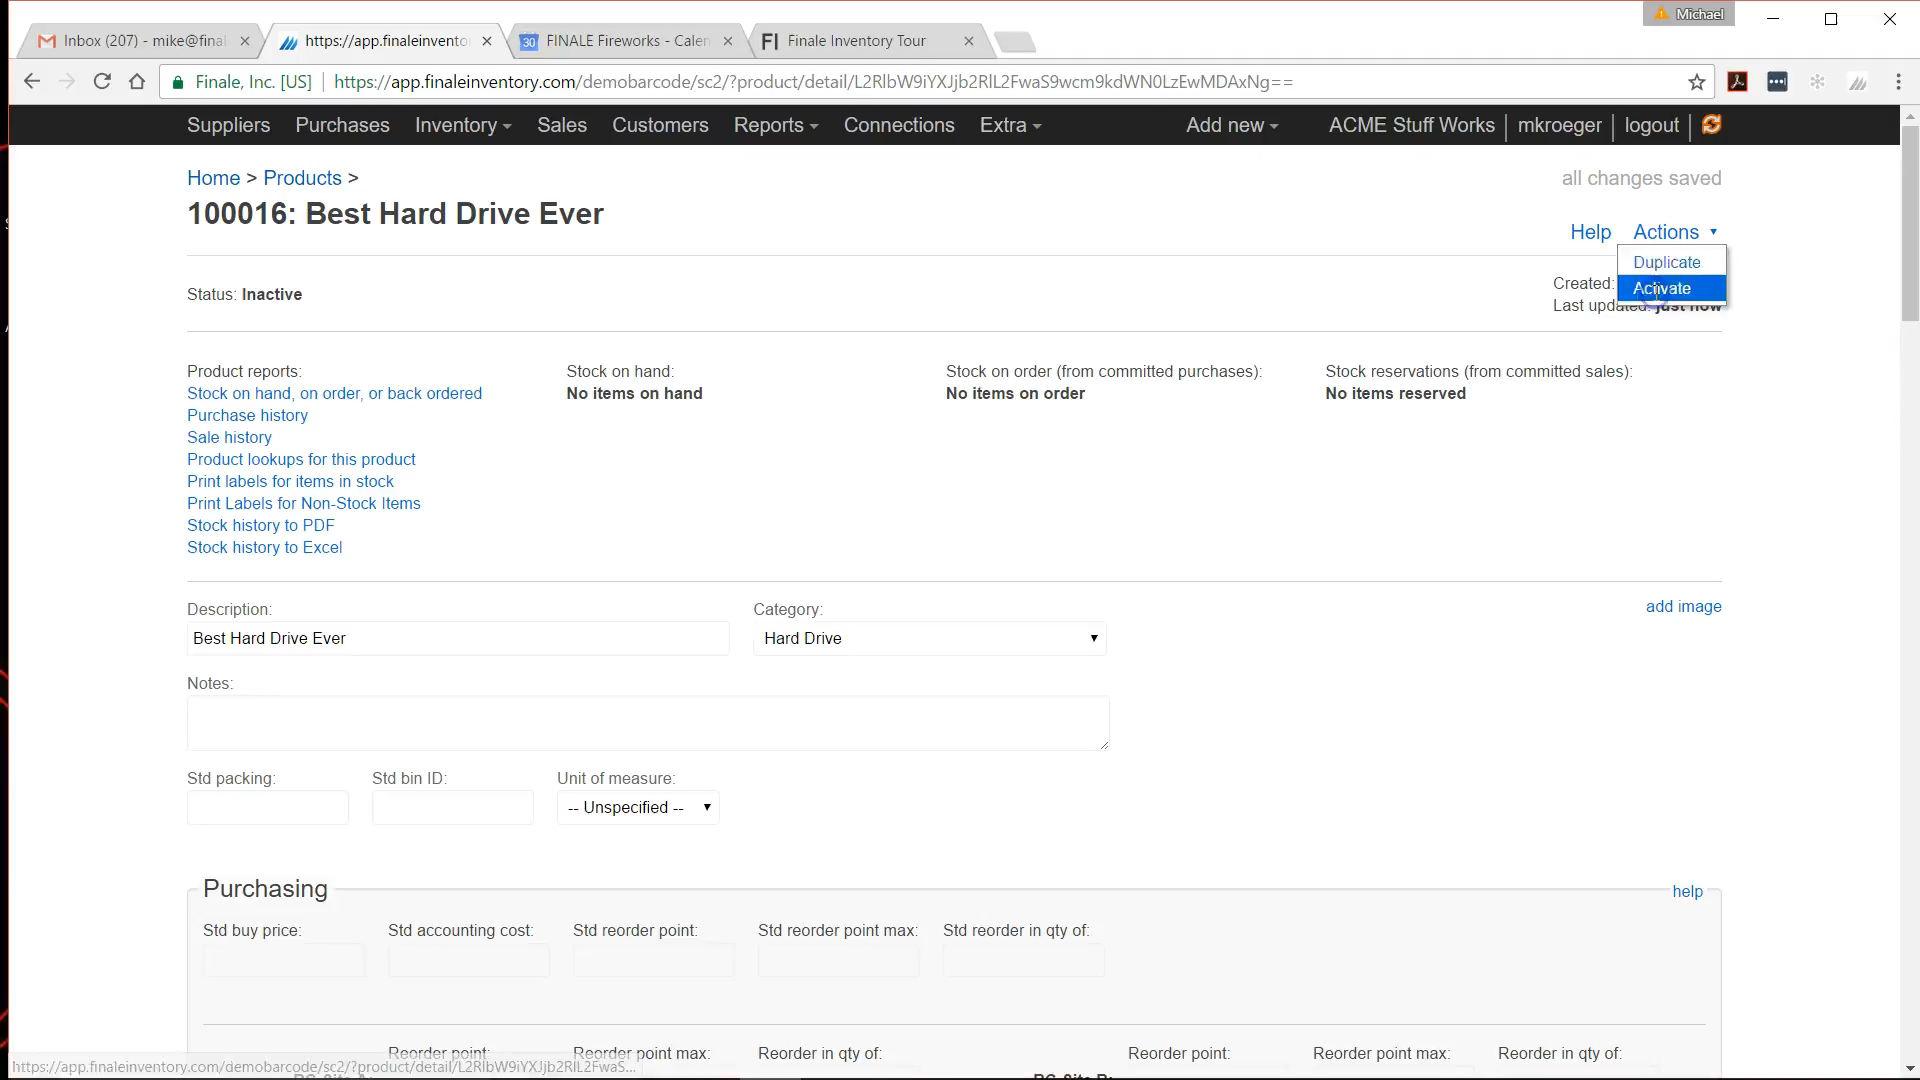 Michael
Inbox (207) - mike@final
https://app.finaleinvento
30 FINALE Fireworks - Calen
FI Finale Inventory Tour
Finale, Inc. [US] https://app.finaleinventory.com/demobarcode/sc2/?product/detail/L2RlbW9iYXJjb2RlL2FwaS9wcm9kdWN0LzEwMDAxNg==
Suppliers Purchases Inventory Sales Customers Reports Connections Extra Add new ACME Stuff Works mkroeger logout
Home > Products >
all changes saved
100016: Best Hard Drive Ever
Help Actions
Duplicate
Activate
Status: Inactive
Created:
Last updated: just now
Product reports:
Stock on hand, on order, or back ordered
Purchase history
Sale history
Product lookups for this product
Print labels for items in stock
Print Labels for Non-Stock Items
Stock history to PDF
Stock history to Excel
Stock on hand:
No items on hand
Stock on order (from committed purchases):
No items on order
Stock reservations (from committed sales):
No items reserved
Description:
Best Hard Drive Ever
Category:
Hard Drive
add image
Notes:
Std packing: Std bin ID: Unit of measure:
-- Unspecified --
Purchasing
help
Std buy price: Std accounting cost: Std reorder point: Std reorder point max: Std reorder in qty of:
Reorder point: Reorder point max: Reorder in qty of: Reorder point: Reorder point max: Reorder in qty of:
https://app.finaleinventory.com/demobarcode/sc2/?product/detail/L2RlbW9iYXJjb2RlL2FwaS...